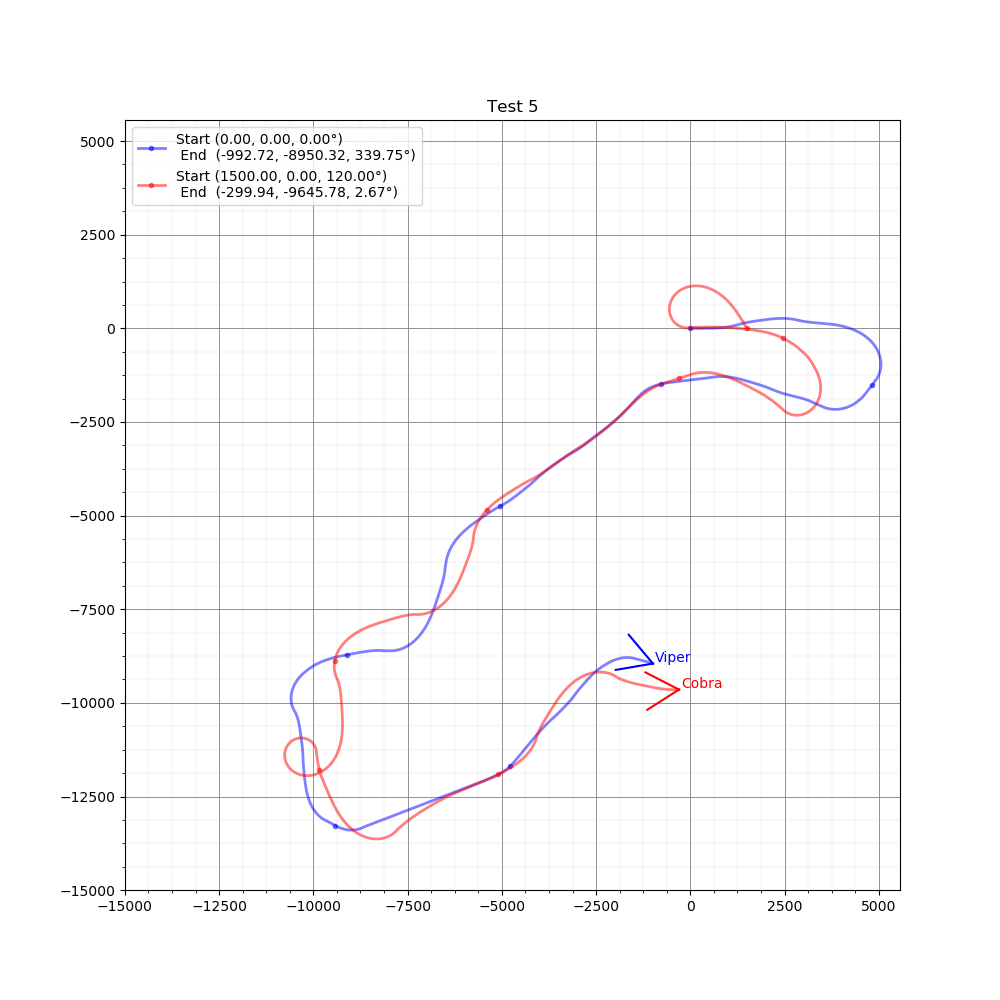 Test 5
Start (0.00, 0.00, 0.00°)
End (-992.72, -8950.32, 339.75°)
Start (1500.00, 0.00, 120.00°)
End (-299.94, -9645.78, 2.67°)
5000
2500
0
−2500
−5000
−7500
−10000
−12500
−15000
Viper
Cobra
−15000 −12500 −10000 −7500 −5000 −2500 0 2500 5000